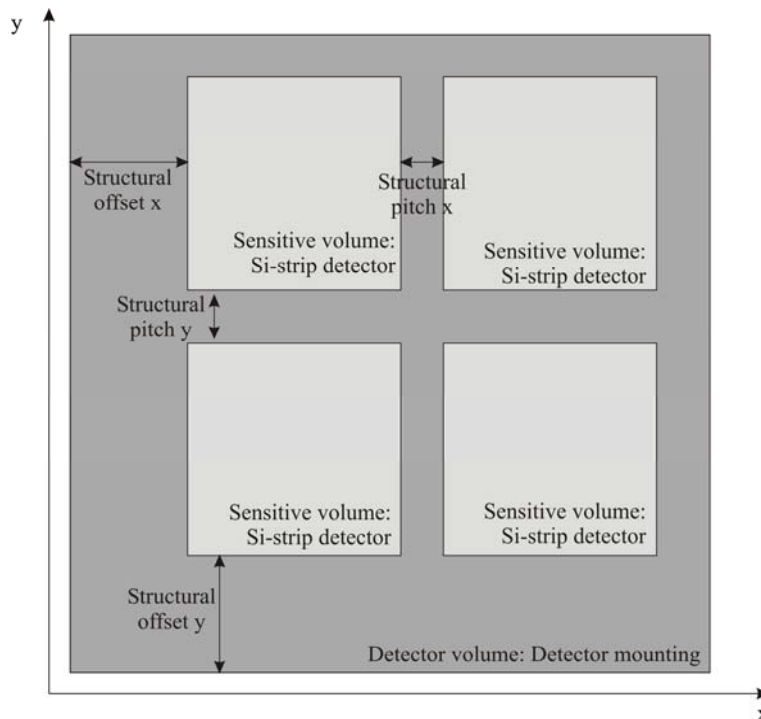 y
Structural
offset x
Structural
pitch x
Sensitive volume:
Si-strip detector
Sensitive volume:
Si-strip detector
Structural
pitch y
Sensitive volume:
Si-strip detector
Sensitive volume:
Si-strip detector
Structural
offset y
Detector volume: Detector mounting
x